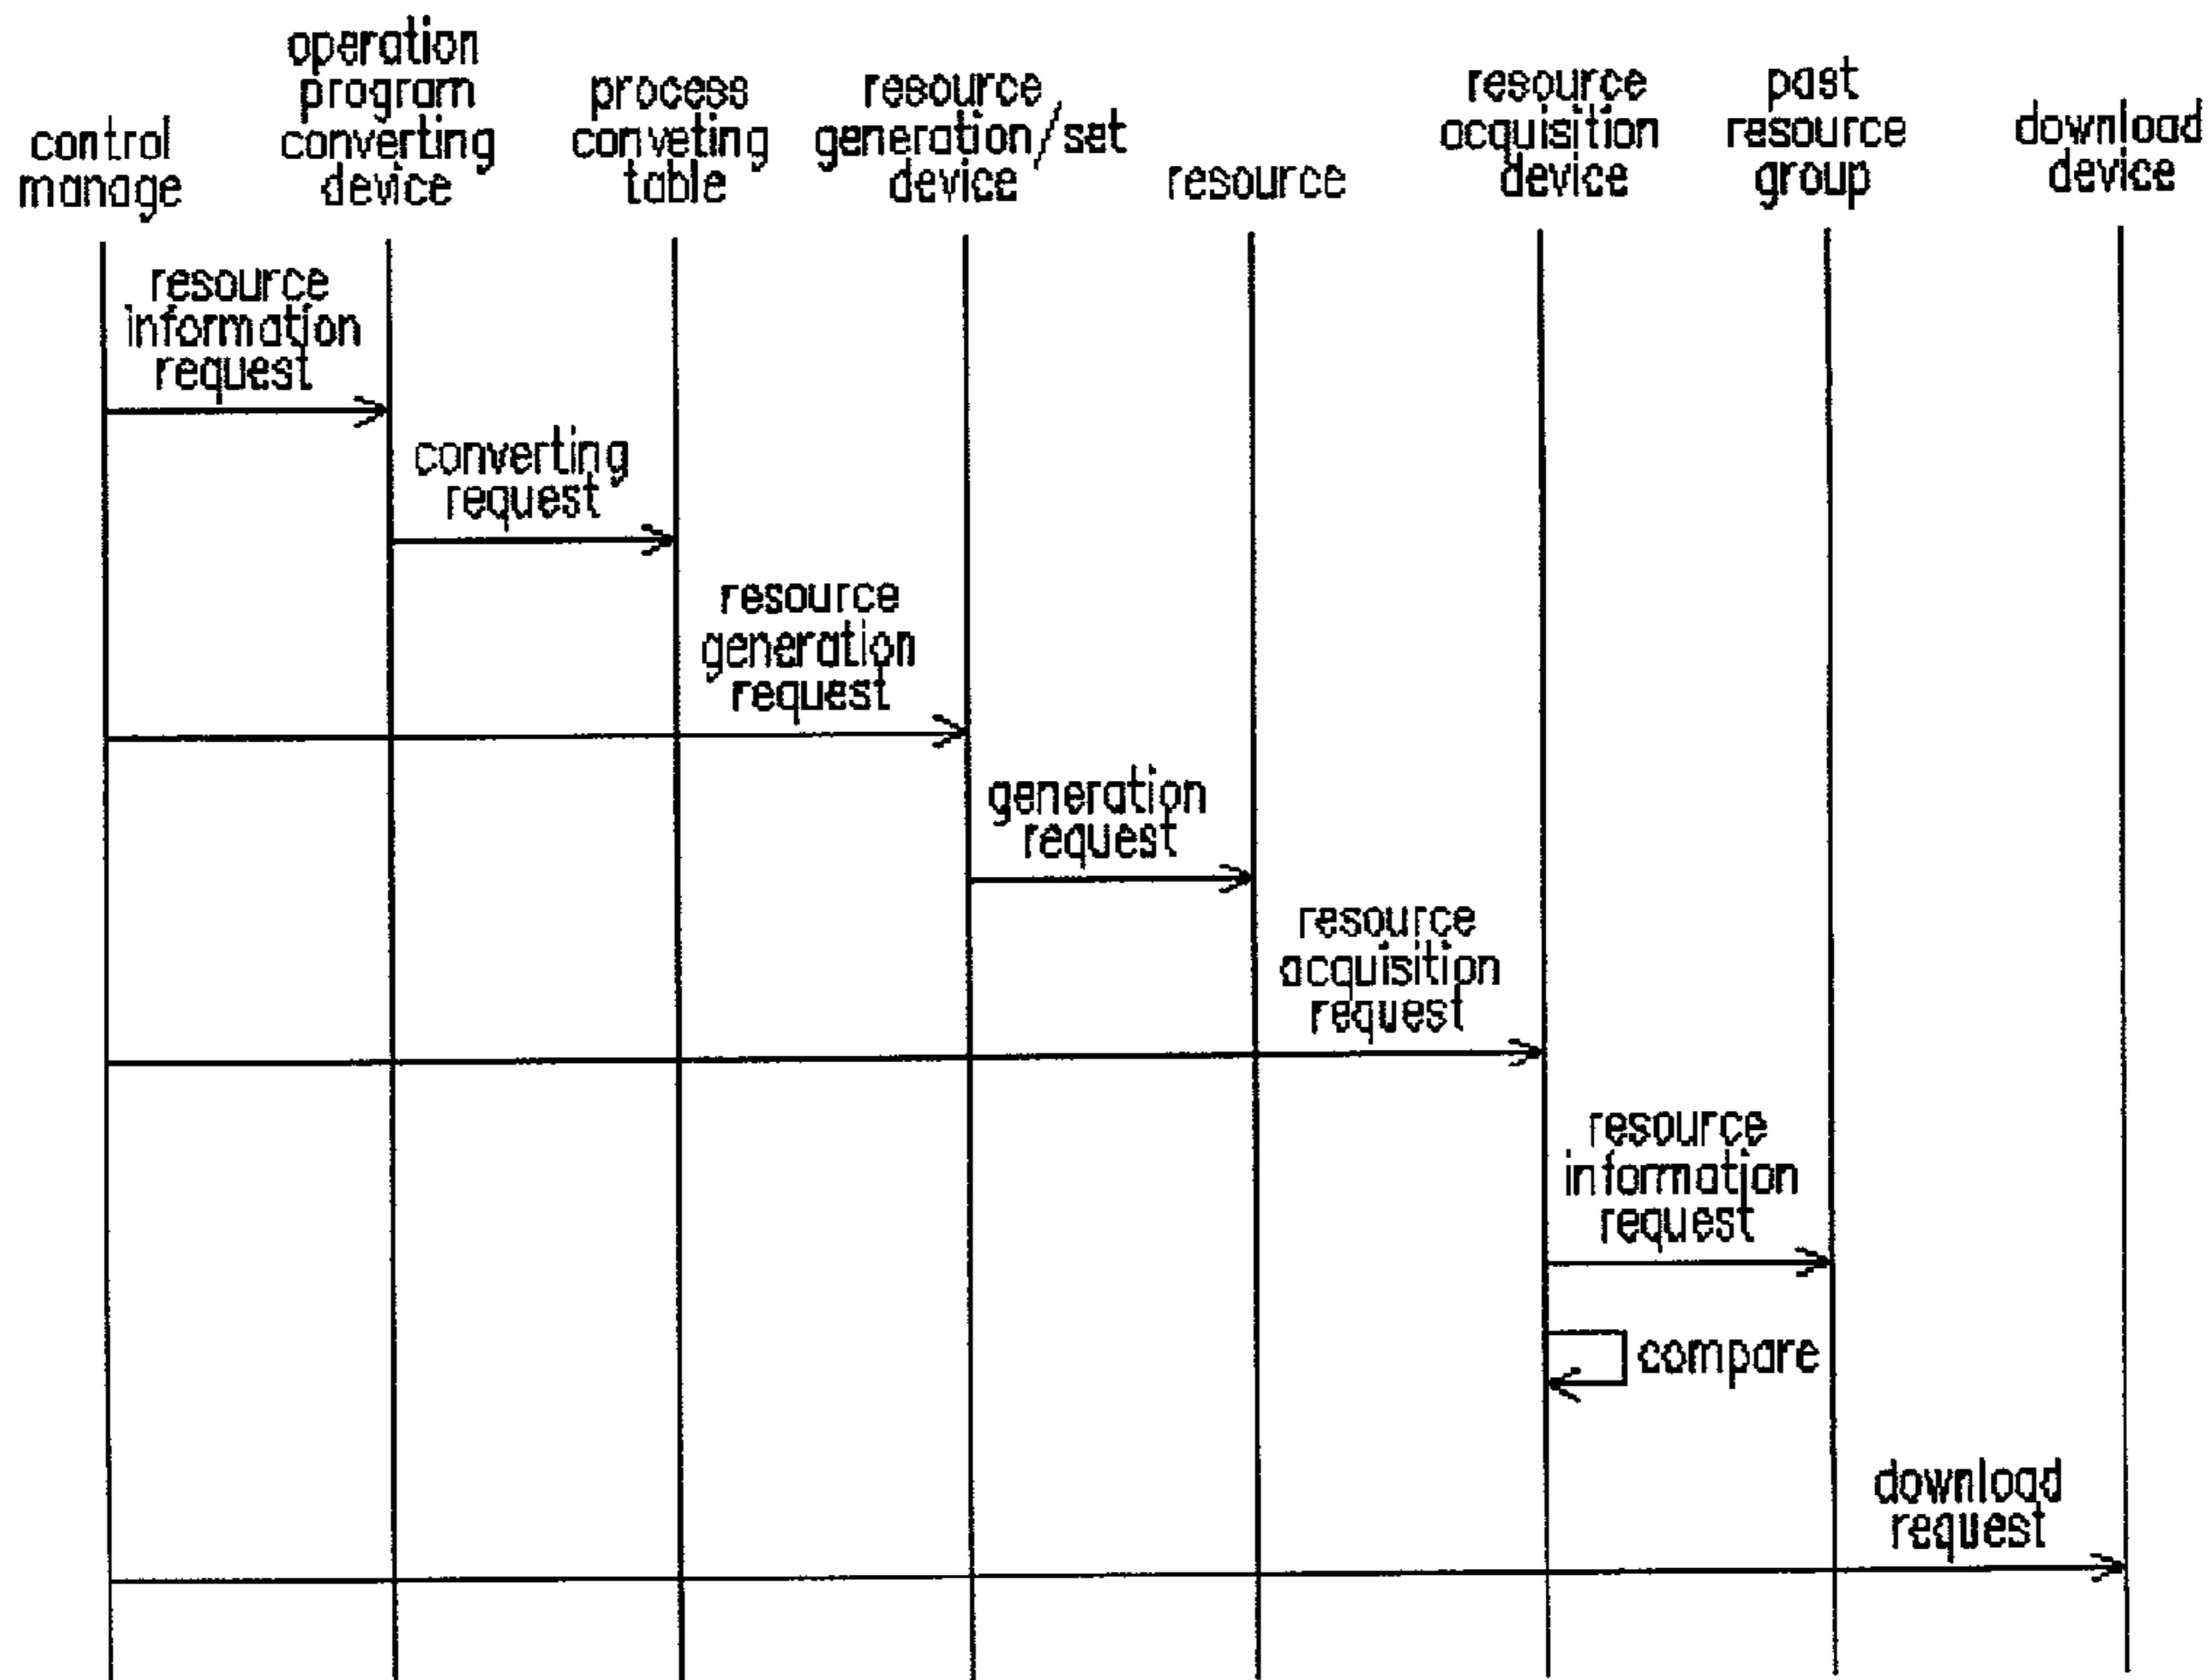 control
manage
operation
program
converting
device
process
conveting
table
resource
generation/set
device
resource
resource
acquisition
device
past
resource
group
download
device
resource
information
request
converting
request
resource
generation
request
generation
request
resource
acquisition
request
resource
information
request
compare
download
request